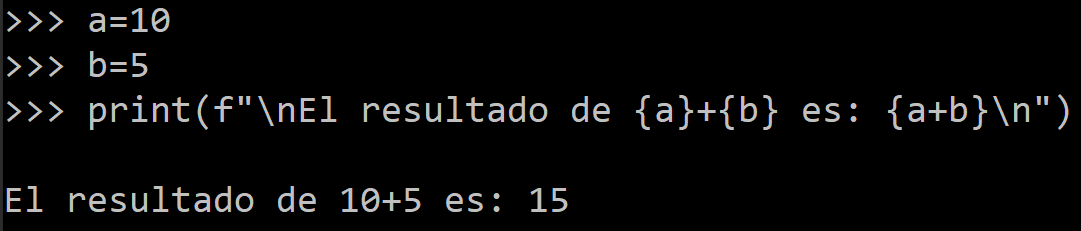 >>> a=10
>>> b=5
>>> print(f"\nEl resultado de {a}+{b} es: {a+b}\n")
El resultado de 10+5 es: 15